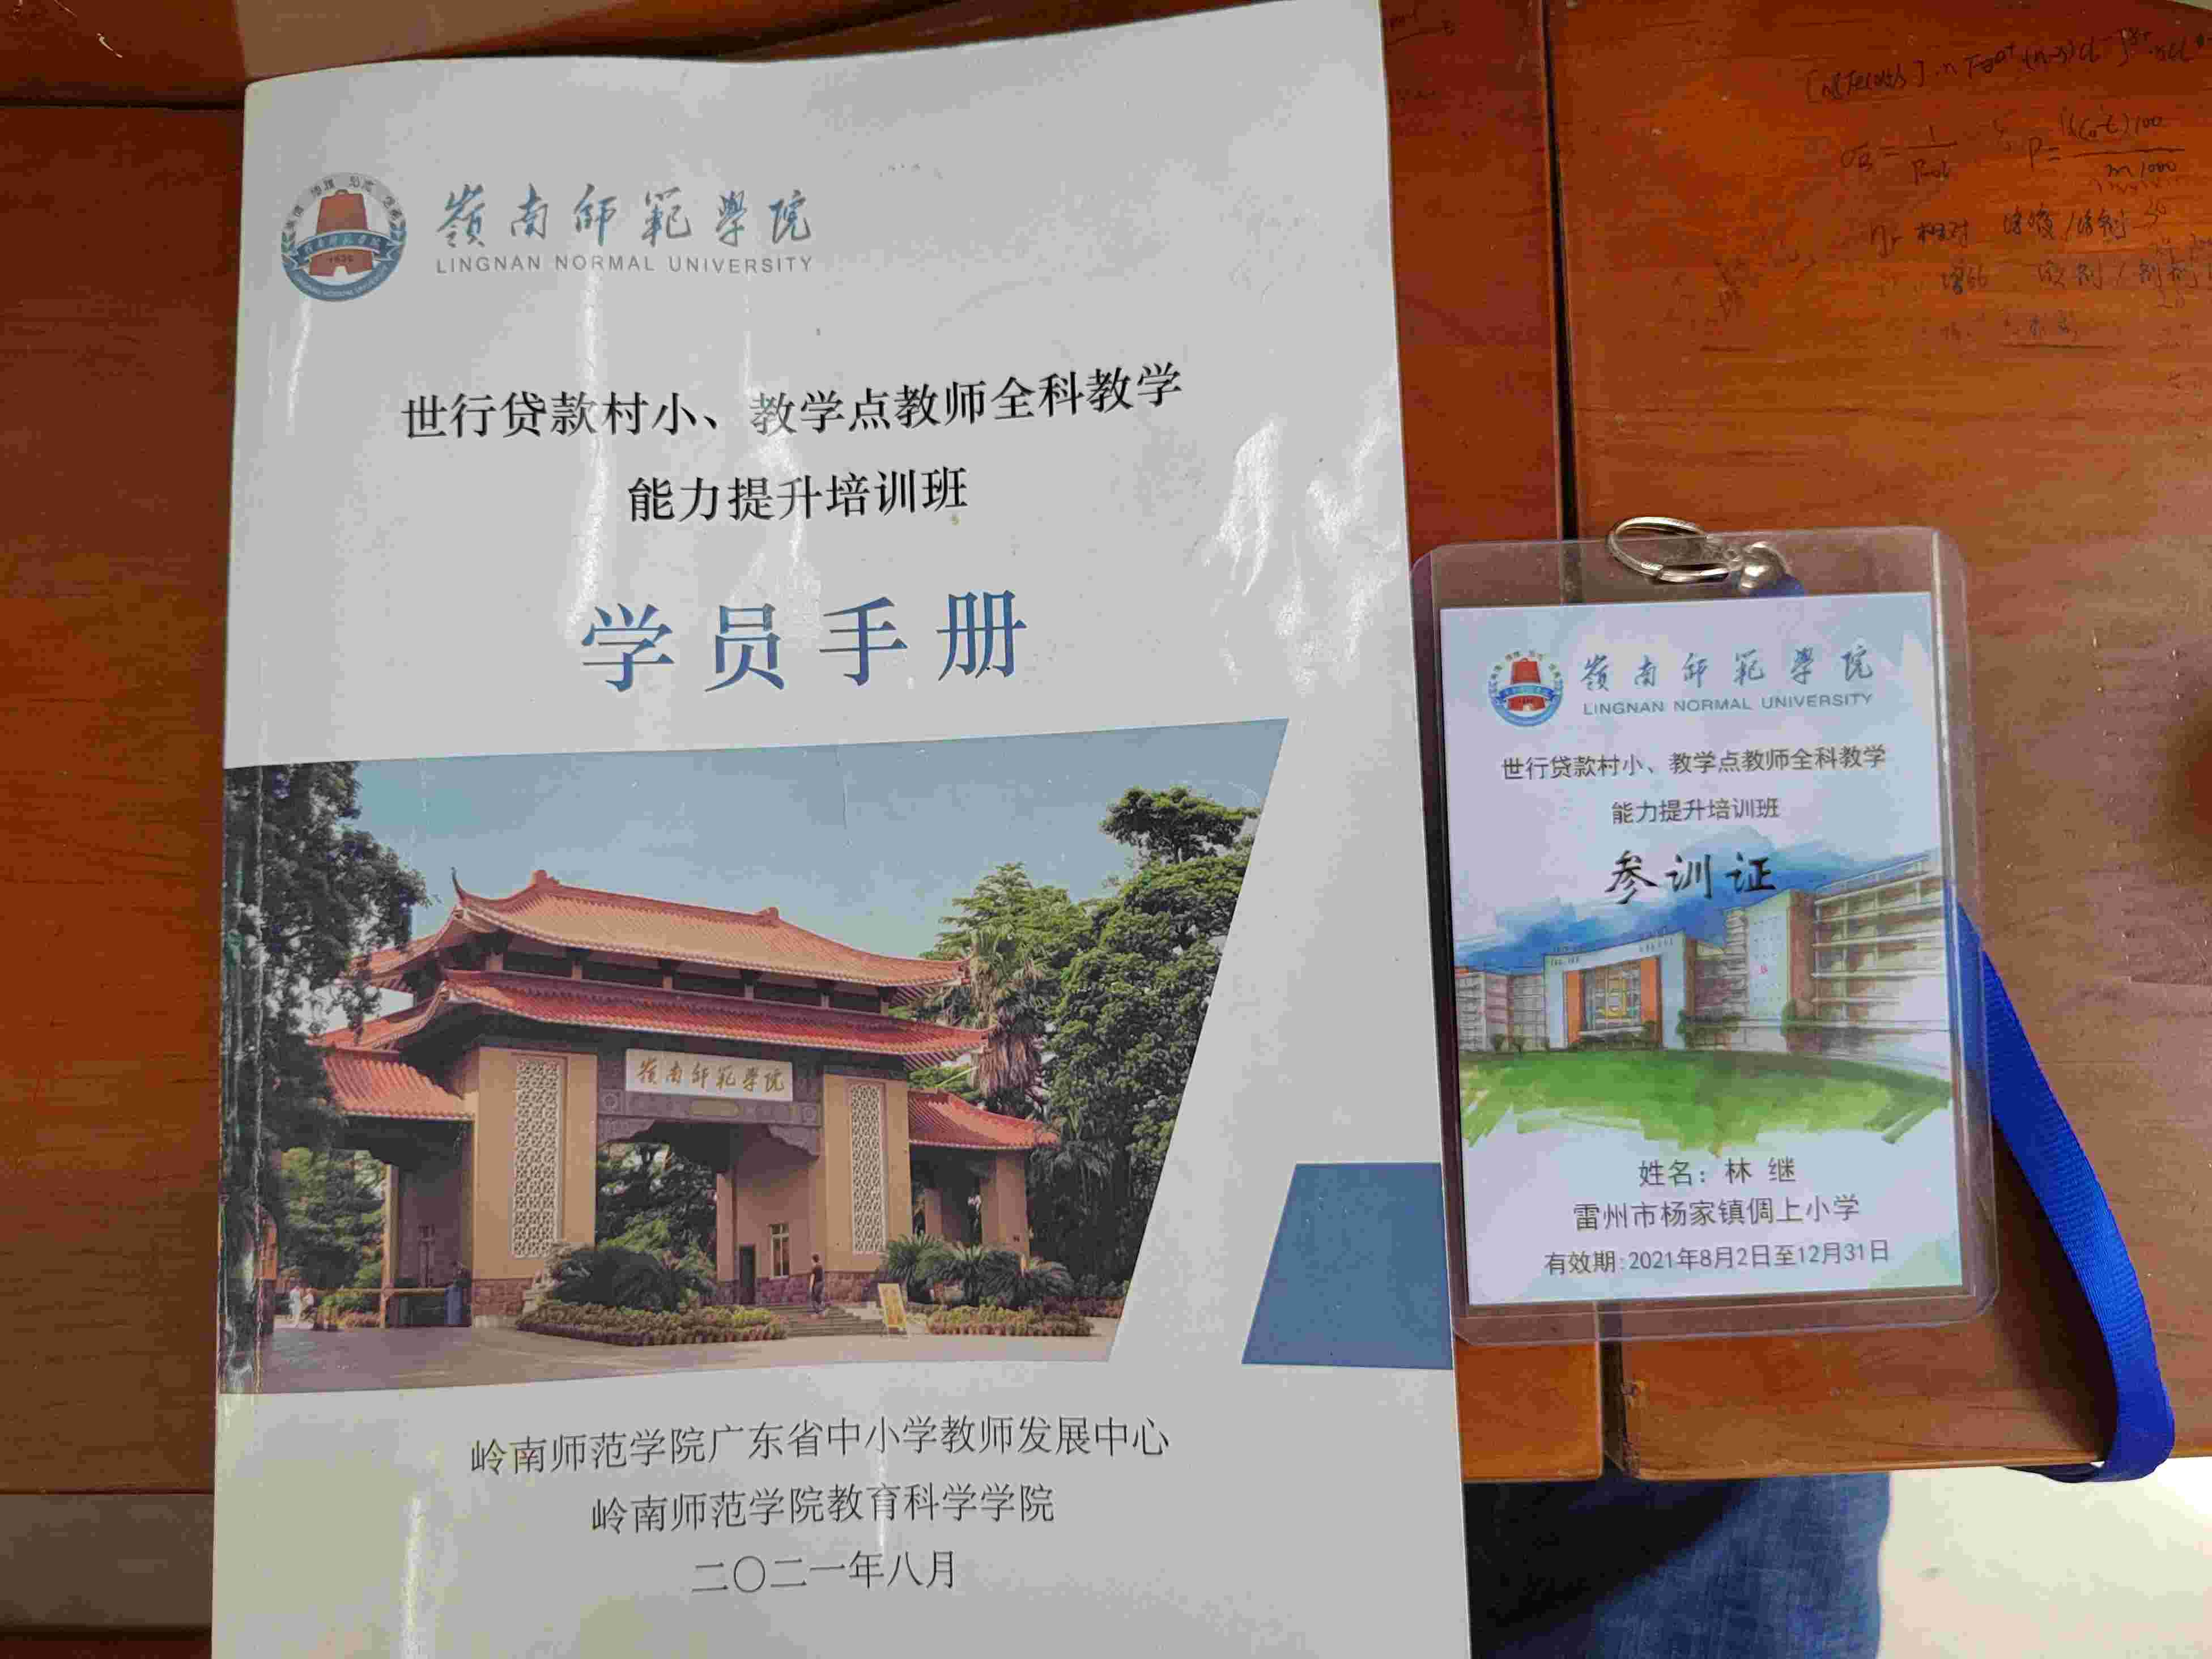 嶺南師範學院
LINGNAN NORMAL UNIVERSITY
世行贷款村小、教学点教师全科教学
能力提升培训班
学员手册
嶺南師範學院
岭南师范学院广东省中小学教师发展中心
岭南师范学院教育科学学院
二〇二一年八月
嶺南師範學院
LINGNAN NORMAL UNIVERSITY
世行贷款村小、教学点教师全科教学
能力提升培训班
参训证
姓名：林 继
雷州市杨家镇倜上小学
有效期:2021年8月2日至12月31日